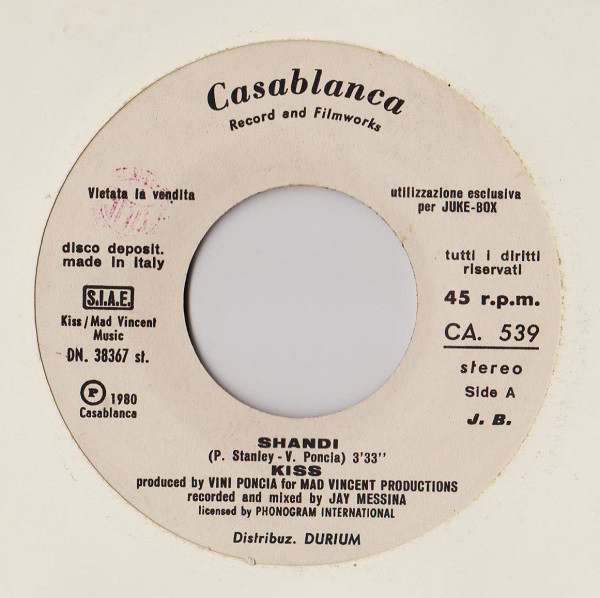 Casablanca
Record and Filmworks
Vietata la vendita
utilizzazione esclusiva
per JUKE-BOX
disco deposit.
made in Italy
tutti i diritti
riservati
S.I.A.E.
Kiss/Mad Vincent
Music
DN. 38367 st.
45 r.p.m.
CA. 539
stereo
Side A
J. B.
P 1980
Casablanca
SHANDI
(P. Stanley - V. Poncia) 3'33''
KISS
produced by VINI PONCIA for MAD VINCENT PRODUCTIONS
recorded and mixed by JAY MESSINA
licensed by PHONOGRAM INTERNATIONAL
Distribuz. DURIUM